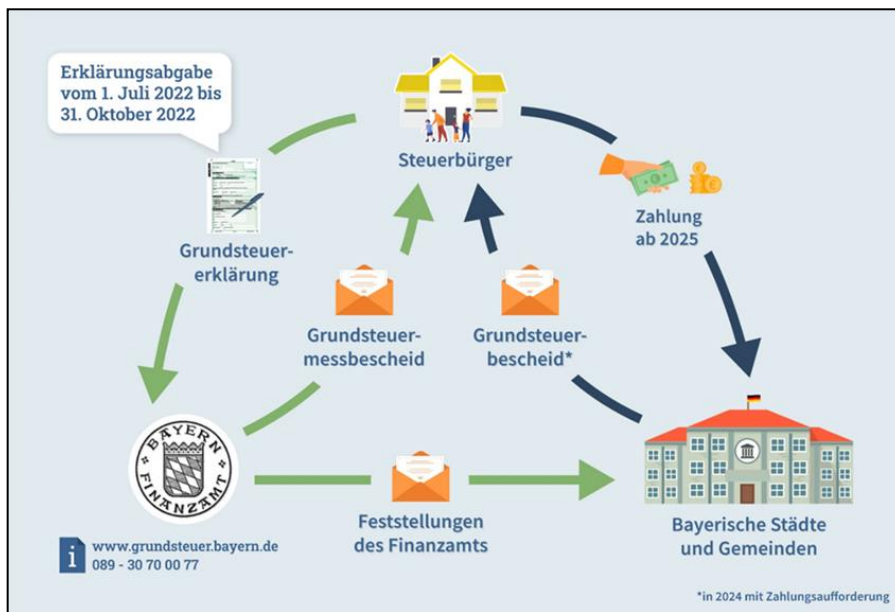 Erklärungsabgabe
vom 1. Juli 2022 bis
31. Oktober 2022
Steuerbürger
Zahlung
ab 2025
Grundsteuer-
erklärung
Grundsteuer-
messbescheid
Grundsteuer-
bescheid*
BAYERN
FINANZAMT
Feststellungen
des Finanzamts
Bayerische Städte
und Gemeinden
i
www.grundsteuer.bayern.de
089 - 30 70 00 77
*in 2024 mit Zahlungsaufforderung